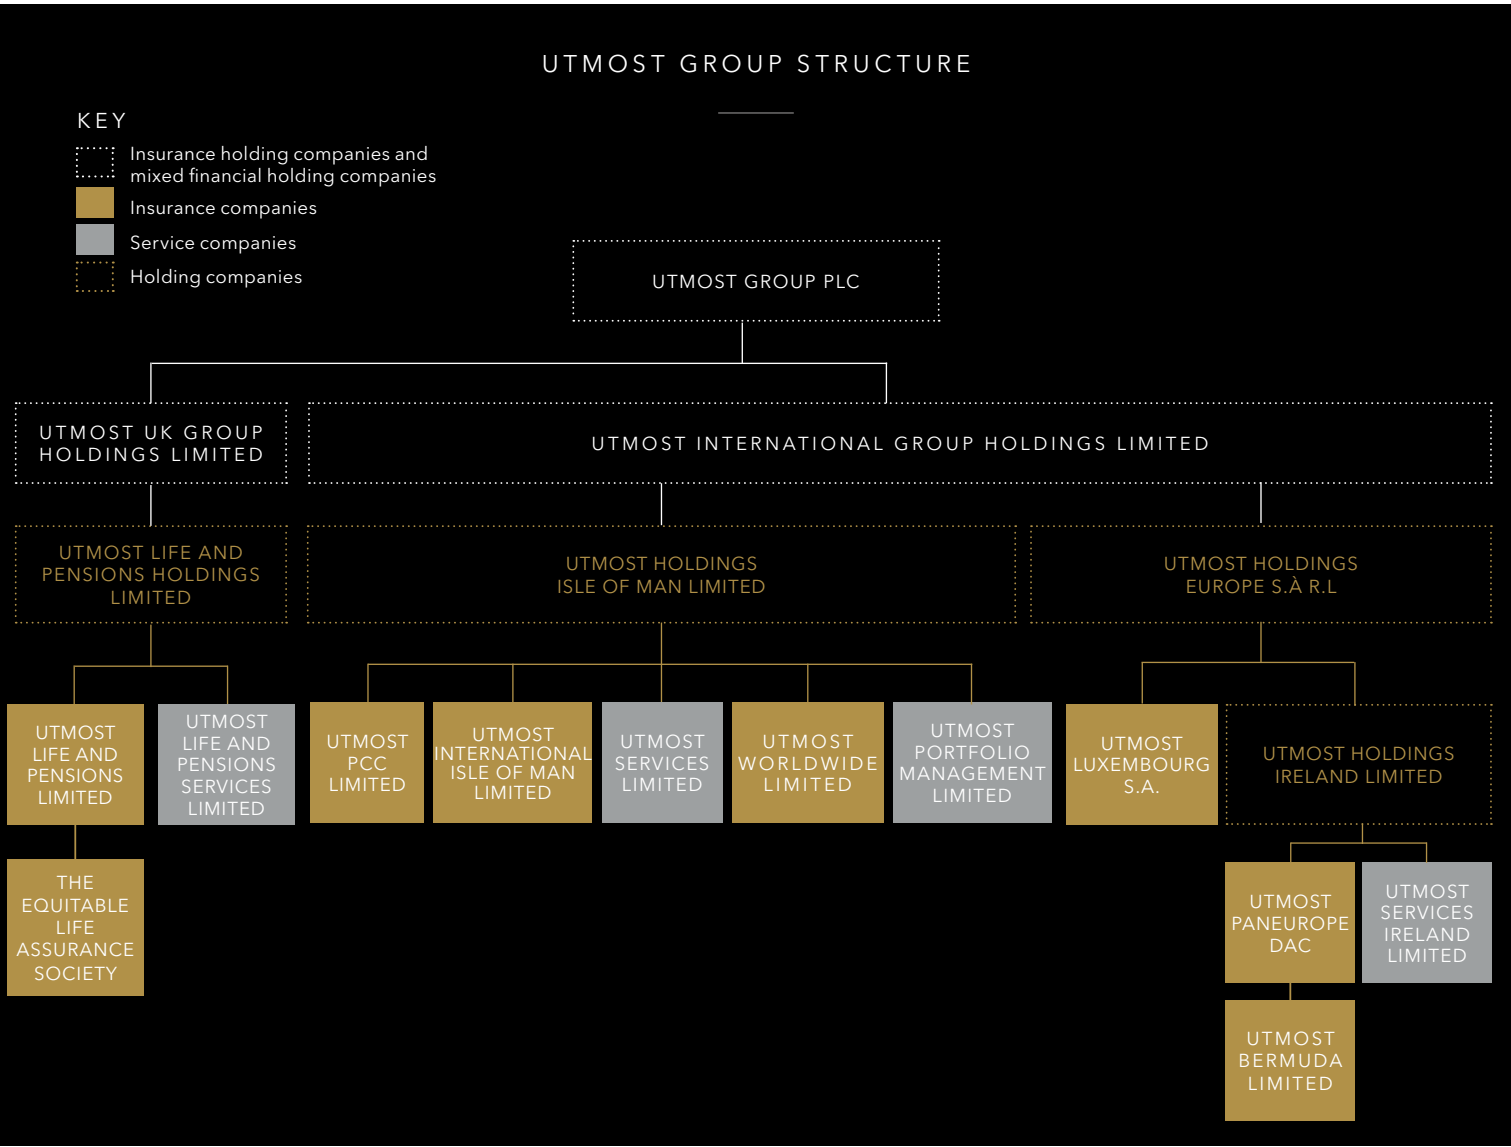 UTMOST GROUP STRUCTURE
KEY
Insurance holding companies and
mixed financial holding companies
Insurance companies
Service companies
Holding companies
UTMOST GROUP PLC
UTMOST UK GROUP
HOLDINGS LIMITED
UTMOST INTERNATIONAL GROUP HOLDINGS LIMITED
UTMOST LIFE AND
PENSIONS HOLDINGS
LIMITED
UTMOST HOLDINGS
ISLE OF MAN LIMITED
UTMOST HOLDINGS
EUROPE S.À R.L
UTMOST
LIFE AND
PENSIONS
LIMITED
UTMOST
LIFE AND
PENSIONS
SERVICES
LIMITED
UTMOST
PCC
LIMITED
UTMOST
INTERNATIONAL
ISLE OF MAN
LIMITED
UTMOST
SERVICES
LIMITED
UTMOST
WORLDWIDE
LIMITED
UTMOST
PORTFOLIO
MANAGEMENT
LIMITED
UTMOST
LUXEMBOURG
S.A.
UTMOST HOLDINGS
IRELAND LIMITED
THE
EQUITABLE
LIFE
ASSURANCE
SOCIETY
UTMOST
PANEUROPE
DAC
UTMOST
SERVICES
IRELAND
LIMITED
UTMOST
BERMUDA
LIMITED